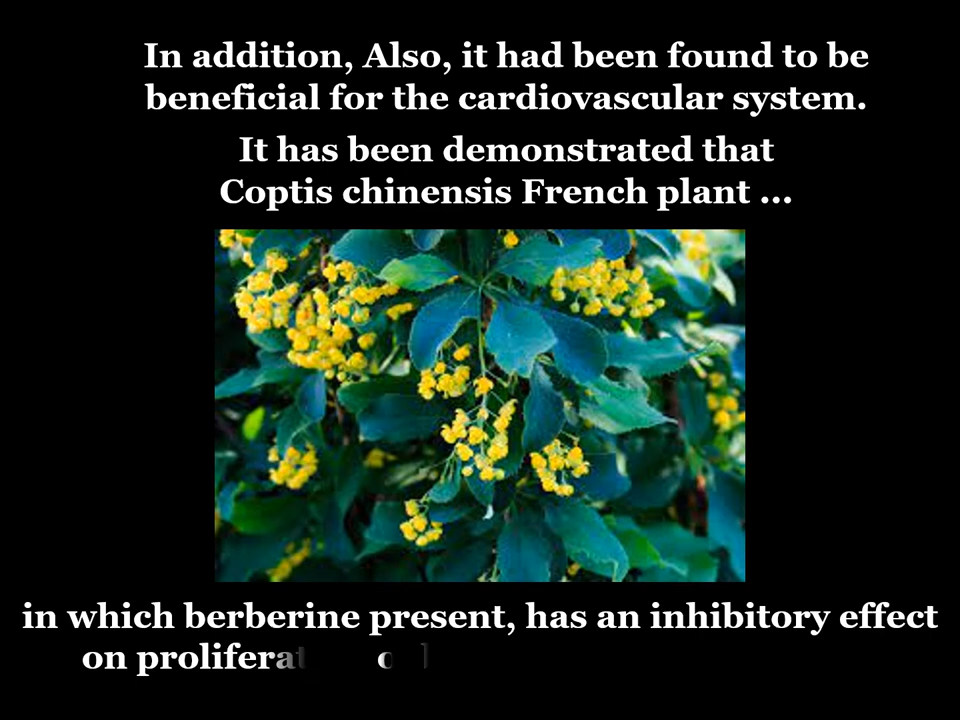 In addition, Also, it had been found to be
beneficial for the cardiovascular system.
It has been demonstrated that
Coptis chinensis French plant ...
in which berberine present, has an inhibitory effect
on